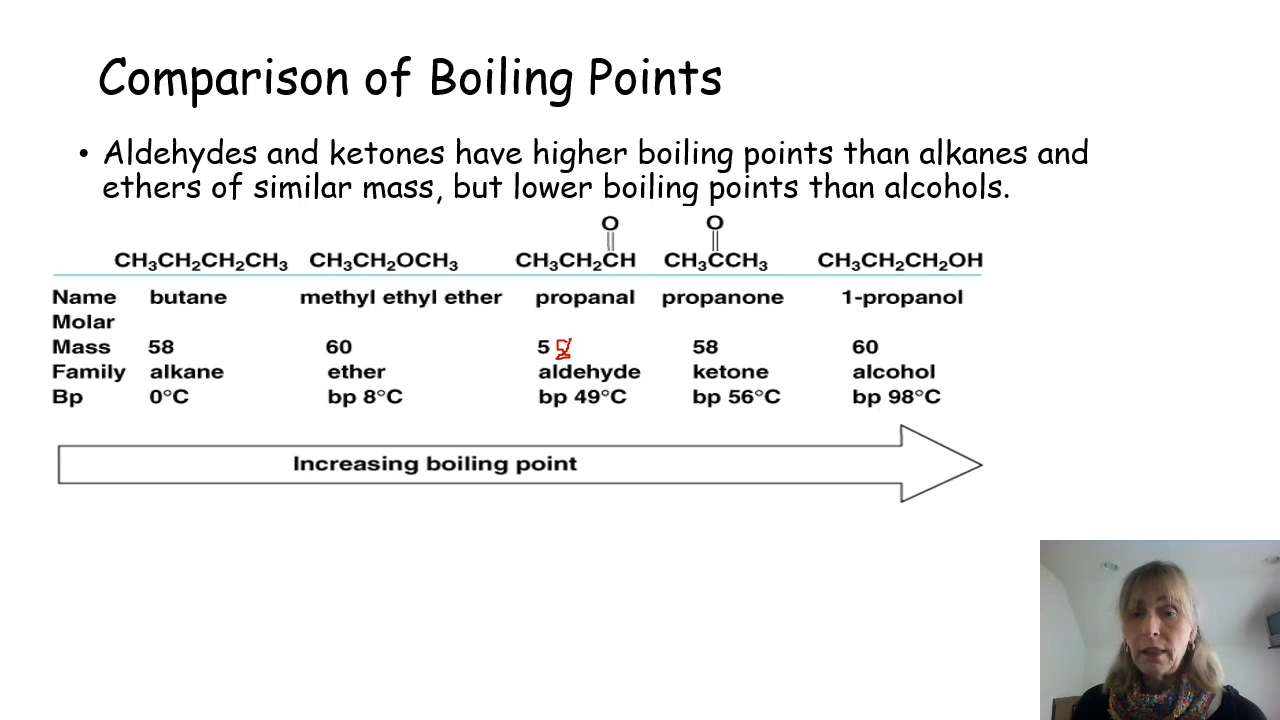 Comparison of Boiling Points
• Aldehydes and ketones have higher boiling points than alkanes and
ethers of similar mass, but lower boiling points than alcohols.
O O
CH₃CH₂CH₂CH₃ CH₃CH₂OCH₃ CH₃CH₂CH CH₃CCH₃ CH₃CH₂CH₂OH
Name butane methyl ethyl ether propanal propanone 1-propanol
Molar
Mass 58 60 5 58 60
Family alkane ether aldehyde ketone alcohol
Bp 0°C bp 8°C bp 49°C bp 56°C bp 98°C
Increasing boiling point